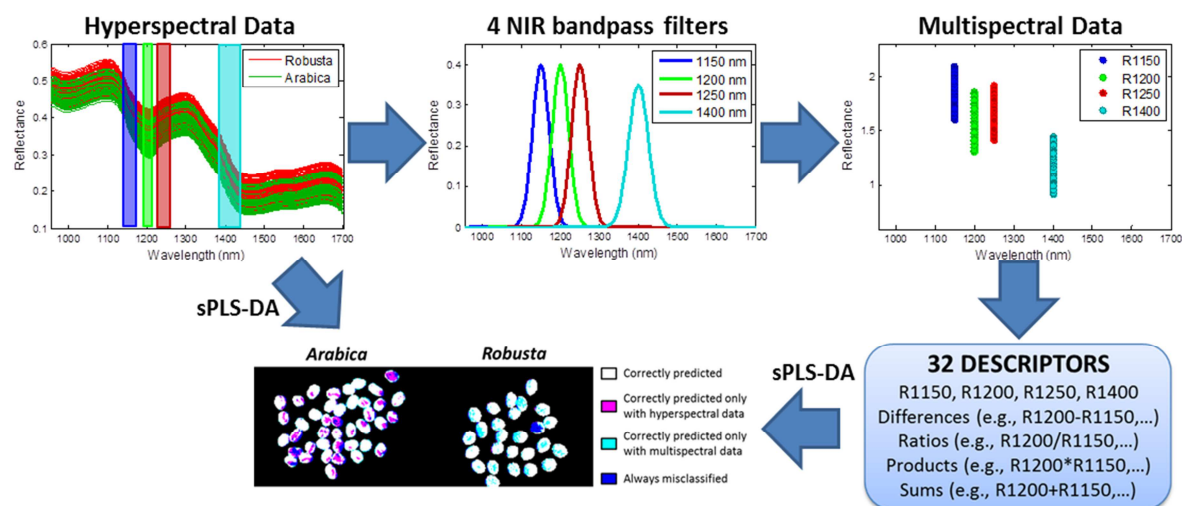 Hyperspectral Data
0.6
0.5
0.4
0.3
0.2
0.1
Reflectance
Robusta
Arabica
1000 1100 1200 1300 1400 1500 1600 1700
Wavelength (nm)
4 NIR bandpass filters
0.4
0.3
0.2
0.1
0
Reflectance
1150 nm
1200 nm
1250 nm
1400 nm
1000 1100 1200 1300 1400 1500 1600 1700
Wavelength (nm)
Multispectral Data
2
1.5
1
Reflectance
R1150
R1200
R1250
R1400
1000 1100 1200 1300 1400 1500 1600 1700
Wavelength (nm)
sPLS-DA
Arabica
Robusta
Correctly predicted
Correctly predicted only
with hyperspectral data
Correctly predicted only
with multispectral data
Always misclassified
sPLS-DA
32 DESCRIPTORS
R1150, R1200, R1250, R1400
Differences (e.g., R1200-R1150,...)
Ratios (e.g., R1200/R1150,...)
Products (e.g., R1200*R1150,...)
Sums (e.g., R1200+R1150,...)